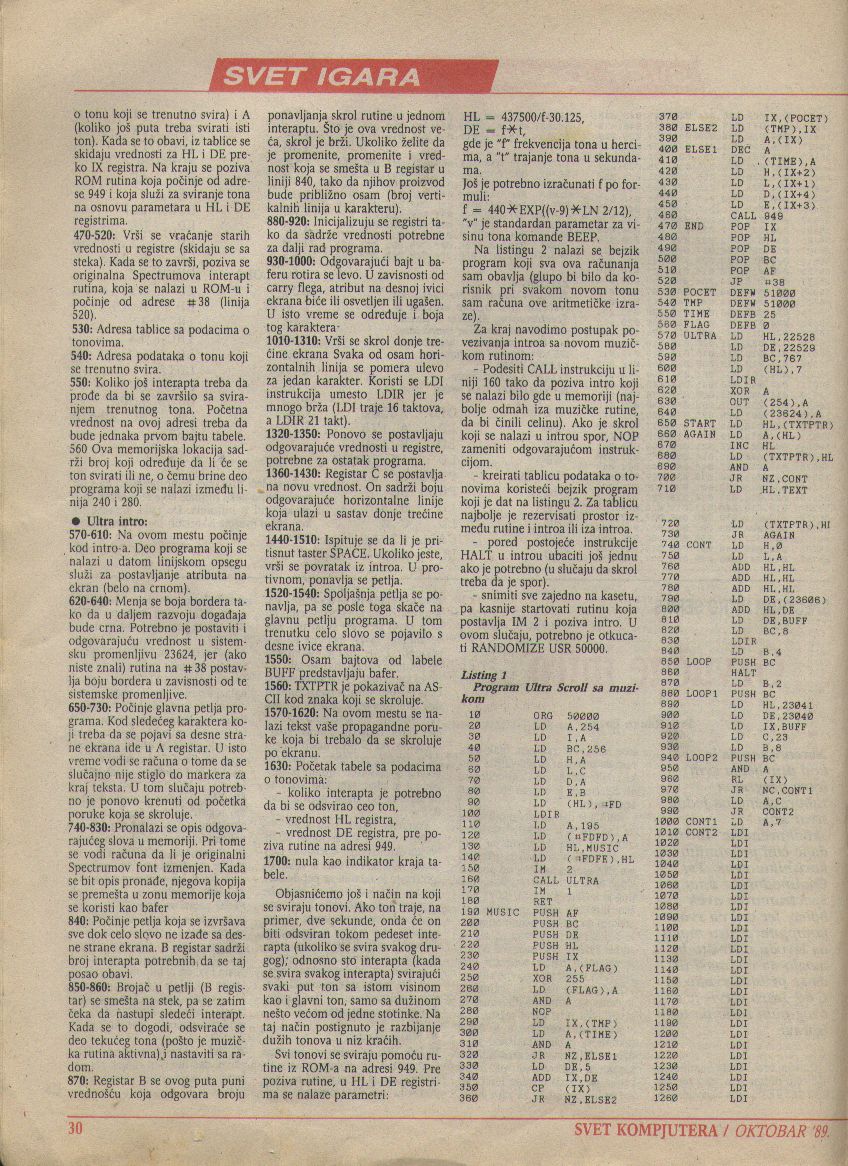 SVET IGARA
o tonu koji se trenutno svira) i A
(koliko još puta treba svirati isti
ton). Kada se to obavi, iz tablice se
skidaju vrednosti za HL i DE pre-
ko IX registra. Na kraju se poziva
ROM rutina koja počinje od adre-
se 949 i koja služi za sviranje tona
na osnovu parametara u HL i DE
registrima.
470-520: Vrši se vraćanje starih
vrednosti u registre (skidaju se sa
steka). Kada se to završi, poziva se
originalna Spectrumova interapt
rutina, koja se nalazi u ROM-u i
počinje od adrese #38 (linija
520).
530: Adresa tablice sa podacima o
tonovima.
540: Adresa podataka o tonu koji
se trenutno svira.
550: Koliko još interapta treba da
prođe da bi se završilo sa svira-
njem trenutnog tona. Početna
vrednost na ovoj adresi treba da
bude jednaka prvom bajtu tabele.
560 Ova memorijska lokacija sad-
rži broj koji određuje da li će se
ton svirati ili ne, o čemu brine deo
programa koji se nalazi između li-
nija 240 i 280.
● Ultra intro:
570-610: Na ovom mestu počinje
kod intro-a. Deo programa koji se
nalazi u datom linijskom opsegu
služi za postavljanje atributa na
ekran (belo na crnom).
620-640: Menja se boja bordera ta-
ko da u daljem razvoju događaja
bude crna. Potrebno je postaviti i
odgovarajuću vrednost u sistem-
sku promenljivu 23624, jer (ako
niste znali) rutina na #38 postav-
lja boju bordera u zavisnosti od te
sistemske promenljive.
650-730: Počinje glavna petlja pro-
grama. Kod sledećeg karaktera ko-
ji treba da se pojavi sa desne stra-
ne ekrana ide u A registar. U isto
vreme vodi se računa o tome da se
slučajno nije stiglo do markera za
kraj teksta. U tom slučaju potreb-
no je ponovo krenuti od početka
poruke koja se skroluje.
740-830: Pronalazi se opis odgova-
rajućeg slova u memoriji. Pri tome
se vodi računa da li je originalni
Spectrumov font izmenjen. Kada
se bit opis pronađe, njegova kopija
se premešta u zonu memorije koja
se koristi kao bafer
840: Počinje petlja koja se izvršava
sve dok celo slovo ne izađe sa des-
ne strane ekrana. B registar sadrži
broj interapta potrebnih da se taj
posao obavi.
850-860: Brojač u petlji (B regis-
tar) se smešta na stek, pa se zatim
čeka da nastupi sledeći interapt.
Kada se to dogodi, odsviraće se
deo tekućeg tona (pošto je muzič-
ka rutina aktivna) i nastaviti sa ra-
dom.
870: Registar B se ovog puta puni
vrednošću koja odgovara broju
ponavljanja skrol rutine u jednom
interaptu. Što je ova vrednost ve-
ća, skrol je brži. Ukoliko želite da
je promenite, promenite i vred-
nost koja se smešta u B registar u
liniji 840, tako da njihov proizvod
bude približno osam (broj verti-
kalnih linija u karakteru).
880-920: Inicijalizuju se registri ta-
ko da sadrže vrednosti potrebne
za dalji rad programa.
930-1000: Odgovarajući bajt u ba-
feru rotira se levo. U zavisnosti od
carry flega, atribut na desnoj ivici
ekrana biće ili osvetljen ili ugašen.
U isto vreme se određuje i boja
tog karaktera-
1010-1310: Vrši se skrol donje tre-
ćine ekrana Svaka od osam hori-
zontalnih linija se pomera ulevo
za jedan karakter. Koristi se LDI
instrukcija umesto LDIR jer je
mnogo brža (LDI traje 16 taktova,
a LDIR 21 takt).
1320-1350: Ponovo se postavljaju
odgovarajuće vrednosti u registre,
potrebne za ostatak programa.
1360-1430: Registar C se postavlja
na novu vrednost. On sadrži boju
odgovarajuće horizontalne linije
koja ulazi u sastav donje trećine
ekrana.
1440-1510: Ispituje se da li je pri-
tisnut taster SPACE. Ukoliko jeste,
vrši se povratak iz introa. U pro-
tivnom, ponavlja se petlja.
1520-1540: Spoljašnja petlja se po-
navlja, pa se posle toga skače na
glavnu petlju programa. U tom
trenutku celo slovo se pojavilo s
desne ivice ekrana.
1550: Osam bajtova od labele
BUFF predstavljaju bafer.
1560: TXTPTR je pokazivač na AS-
CII kod znaka koji se skroluje.
1570-1620: Na ovom mestu se na-
lazi tekst vaše propagandne poru-
ke koja bi trebalo da se skroluje
po ekranu.
1630: Početak tabele sa podacima
o tonovima:
- koliko interapta je potrebno
da bi se odsvirao ceo ton,
- vrednost HL registra,
- vrednost DE registra, pre po-
ziva rutine na adresi 949.
1700: nula kao indikator kraja ta-
bele.
Objasnićemo još i način na koji
se sviraju tonovi. Ako ton traje, na
primer, dve sekunde, onda će on
biti odsviran tokom pedeset inte-
rapta (ukoliko se svira svakog dru-
gog); odnosno sto interapta (kada
se svira svakog interapta) svirajući
svaki put ton sa istom visinom
kao i glavni ton, samo sa dužinom
nešto većom od jedne stotinke. Na
taj način postignuto je razbijanje
dužih tonova u niz kraćih.
Svi tonovi se sviraju pomoću ru-
tine iz ROM-a na adresi 949. Pre
poziva rutine, u HL i DE registri-
ma se nalaze parametri:
HL = 437500/f-30.125,
DE = f*t,
gde je "f" frekvencija tona u herci-
ma, a "t" trajanje tona u sekunda-
ma.
Još je potrebno izračunati f po for-
muli:
f = 440*EXP((v-9)*LN 2/12),
"v" je standardan parametar za vi-
sinu tona komande BEEP.
Na listingu 2 nalazi se bejzik
program koji sva ova računanja
sam obavlja (glupo bi bilo da ko-
risnik pri svakom novom tonu
sam računa ove aritmetičke izra-
ze).
Za kraj navodimo postupak po-
vezivanja introa sa novom muzič-
kom rutinom:
- Podesiti CALL instrukciju u li-
niji 160 tako da poziva intro koji
se nalazi bilo gde u memoriji (naj-
bolje odmah iza muzičke rutine,
da bi činili celinu). Ako je skrol
koji se nalazi u introu spor, NOP
zameniti odgovarajućom instruk-
cijom.
- kreirati tablicu podataka o to-
novima koristeći bejzik program
koji je dat na listingu 2. Za tablicu
najbolje je rezervisati prostor iz-
među rutine i introa ili iza introa.
- pored postojeće instrukcije
HALT u introu ubaciti još jednu
ako je potrebno (u slučaju da skrol
treba da je spor).
- snimiti sve zajedno na kasetu,
pa kasnije startovati rutinu koja
postavlja IM 2 i poziva intro. U
ovom slučaju, potrebno je otkuca-
ti RANDOMIZE USR 50000.
Listing 1
Program Ultra Scroll sa muzi-
kom
10 ORG 50000
20 LD A,254
30 LD I,A
40 LD BC,256
50 LD H,A
60 LD L,C
70 LD D,A
80 LD E,B
90 LD (HL),#FD
100 LDIR
110 LD A,195
120 LD (#FDFD),A
130 LD HL,MUSIC
140 LD (#FDFE),HL
150 IM 2
160 CALL ULTRA
170 IM 1
180 RET
190 MUSIC PUSH AF
200 PUSH BC
210 PUSH DE
220 PUSH HL
230 PUSH IX
240 LD A,(FLAG)
250 XOR 255
260 LD (FLAG),A
270 AND A
280 NOP
290 LD IX,(TMP)
300 LD A,(TIME)
310 AND A
320 JR NZ,ELSE1
330 LD DE,5
340 ADD IX,DE
350 CP (IX)
360 JR NZ,ELSE2
370 LD IX,(POCET)
380 ELSE2 LD (TMP),IX
390 LD A,(IX)
400 ELSE1 DEC A
410 LD (TIME),A
420 LD H,(IX+2)
430 LD L,(IX+1)
440 LD D,(IX+4)
450 LD E,(IX+3)
460 CALL 949
470 END POP IX
480 POP HL
490 POP DE
500 POP BC
510 POP AF
520 JP #38
530 POCET DEFW 51000
540 TMP DEFW 51000
550 TIME DEFB 25
560 FLAG DEFB 0
570 ULTRA LD HL,22528
580 LD DE,22529
590 LD BC,767
600 LD (HL),7
610 LDIR
620 XOR A
630 OUT (254),A
640 LD (23624),A
650 START LD HL,(TXTPTR)
660 AGAIN LD A,(HL)
670 INC HL
680 LD (TXTPTR),HL
690 AND A
700 JR NZ,CONT
710 LD HL,TEXT
720 LD (TXTPTR),HL
730 JR AGAIN
740 CONT LD H,0
750 LD L,A
760 ADD HL,HL
770 ADD HL,HL
780 ADD HL,HL
790 LD DE,(23606)
800 ADD HL,DE
810 LD DE,BUFF
820 LD BC,8
830 LDIR
840 LD B,4
850 LOOP PUSH BC
860 HALT
870 LD B,2
880 LOOP1 PUSH BC
890 LD HL,23041
900 LD DE,23040
910 LD IX,BUFF
920 LD C,23
930 LD B,8
940 LOOP2 PUSH BC
950 AND A
960 RL (IX)
970 JR NC,CONT1
980 LD A,C
990 JR CONT2
1000 CONT1 LD A,7
1010 CONT2 LDI
1020 LDI
1030 LDI
1040 LDI
1050 LDI
1060 LDI
1070 LDI
1080 LDI
1090 LDI
1100 LDI
1110 LDI
1120 LDI
1130 LDI
1140 LDI
1150 LDI
1160 LDI
1170 LDI
1180 LDI
1190 LDI
1200 LDI
1210 LDI
1220 LDI
1230 LDI
1240 LDI
1250 LDI
1260 LDI
30
SVET KOMPJUTERA / OKTOBAR '89.